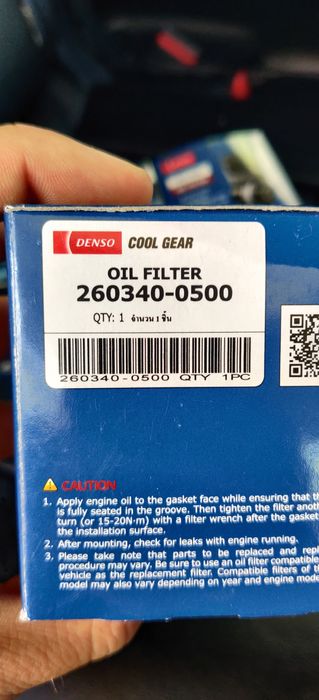 DENSO COOL GEAR
OIL FILTER
260340-0500
QTY: 1 จำนวน 1 ชิ้น
260340-0500 QTY 1PC
CAUTION
1. Apply engine oil to the gasket face while ensuring that th
is fully seated in the groove. Then tighten the filter anoth
turn (or 15-20N·m) with a filter wrench after the gasket
the installation surface.
2. After mounting, check for leaks with engine running.
3. Please take note that parts to be replaced and repl
procedure may vary. Be sure to use an oil filter compatible
vehicle as the replacement filter. Compatible filters of th
model may also vary depending on year and engine mode